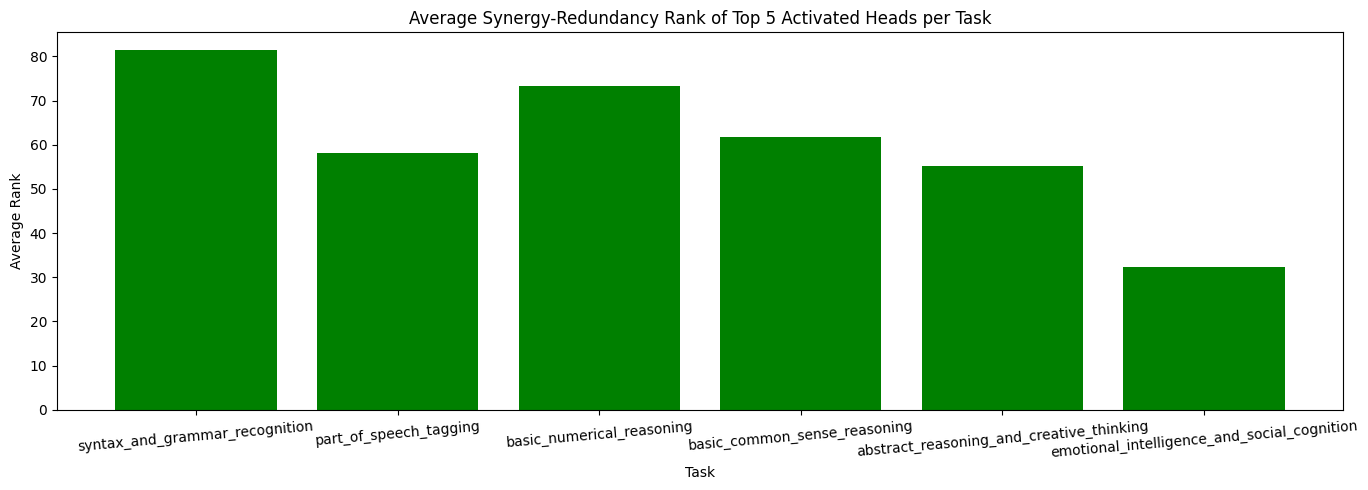 Average Synergy-Redundancy Rank of Top 5 Activated Heads per Task
Average Rank
80
70
60
50
40
30
20
10
0
syntax_and_grammar_recognition
part_of_speech_tagging
basic_numerical_reasoning
basic_common_sense_reasoning
abstract_reasoning_and_creative_thinking
emotional_intelligence_and_social_cognition
Task